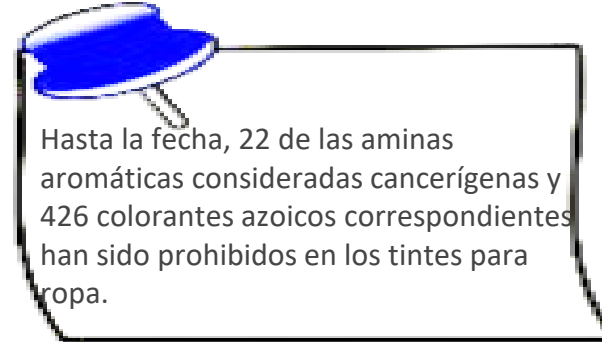 Hasta la fecha, 22 de las aminas
aromáticas consideradas cancerígenas y
426 colorantes azoicos correspondientes
han sido prohibidos en los tintes para
ropa.